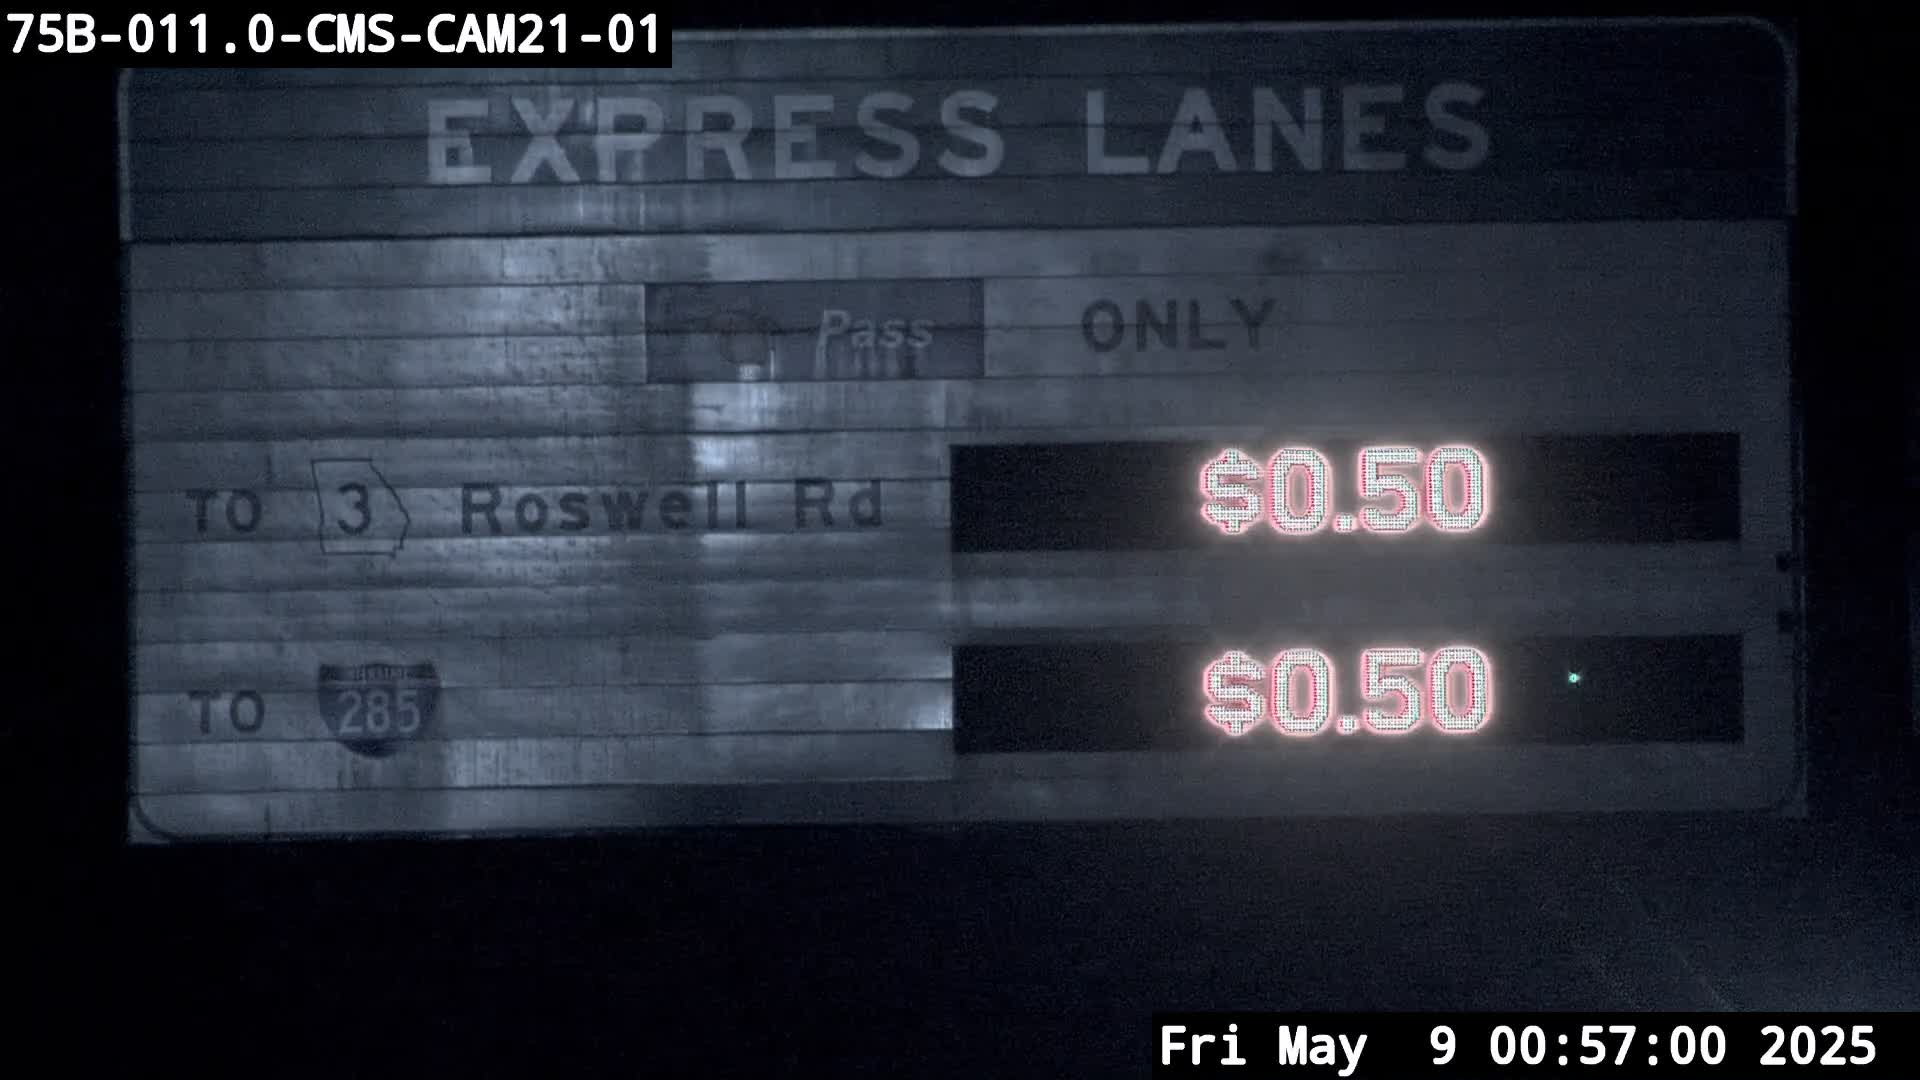 75B-011.0-CMS-CAM21-01
EXPRESS LANES
Pass ONLY
TO 3 Roswell Rd $0.50
TO INTERSTATE 285 $0.50
Fri May 9 00:57:00 2025